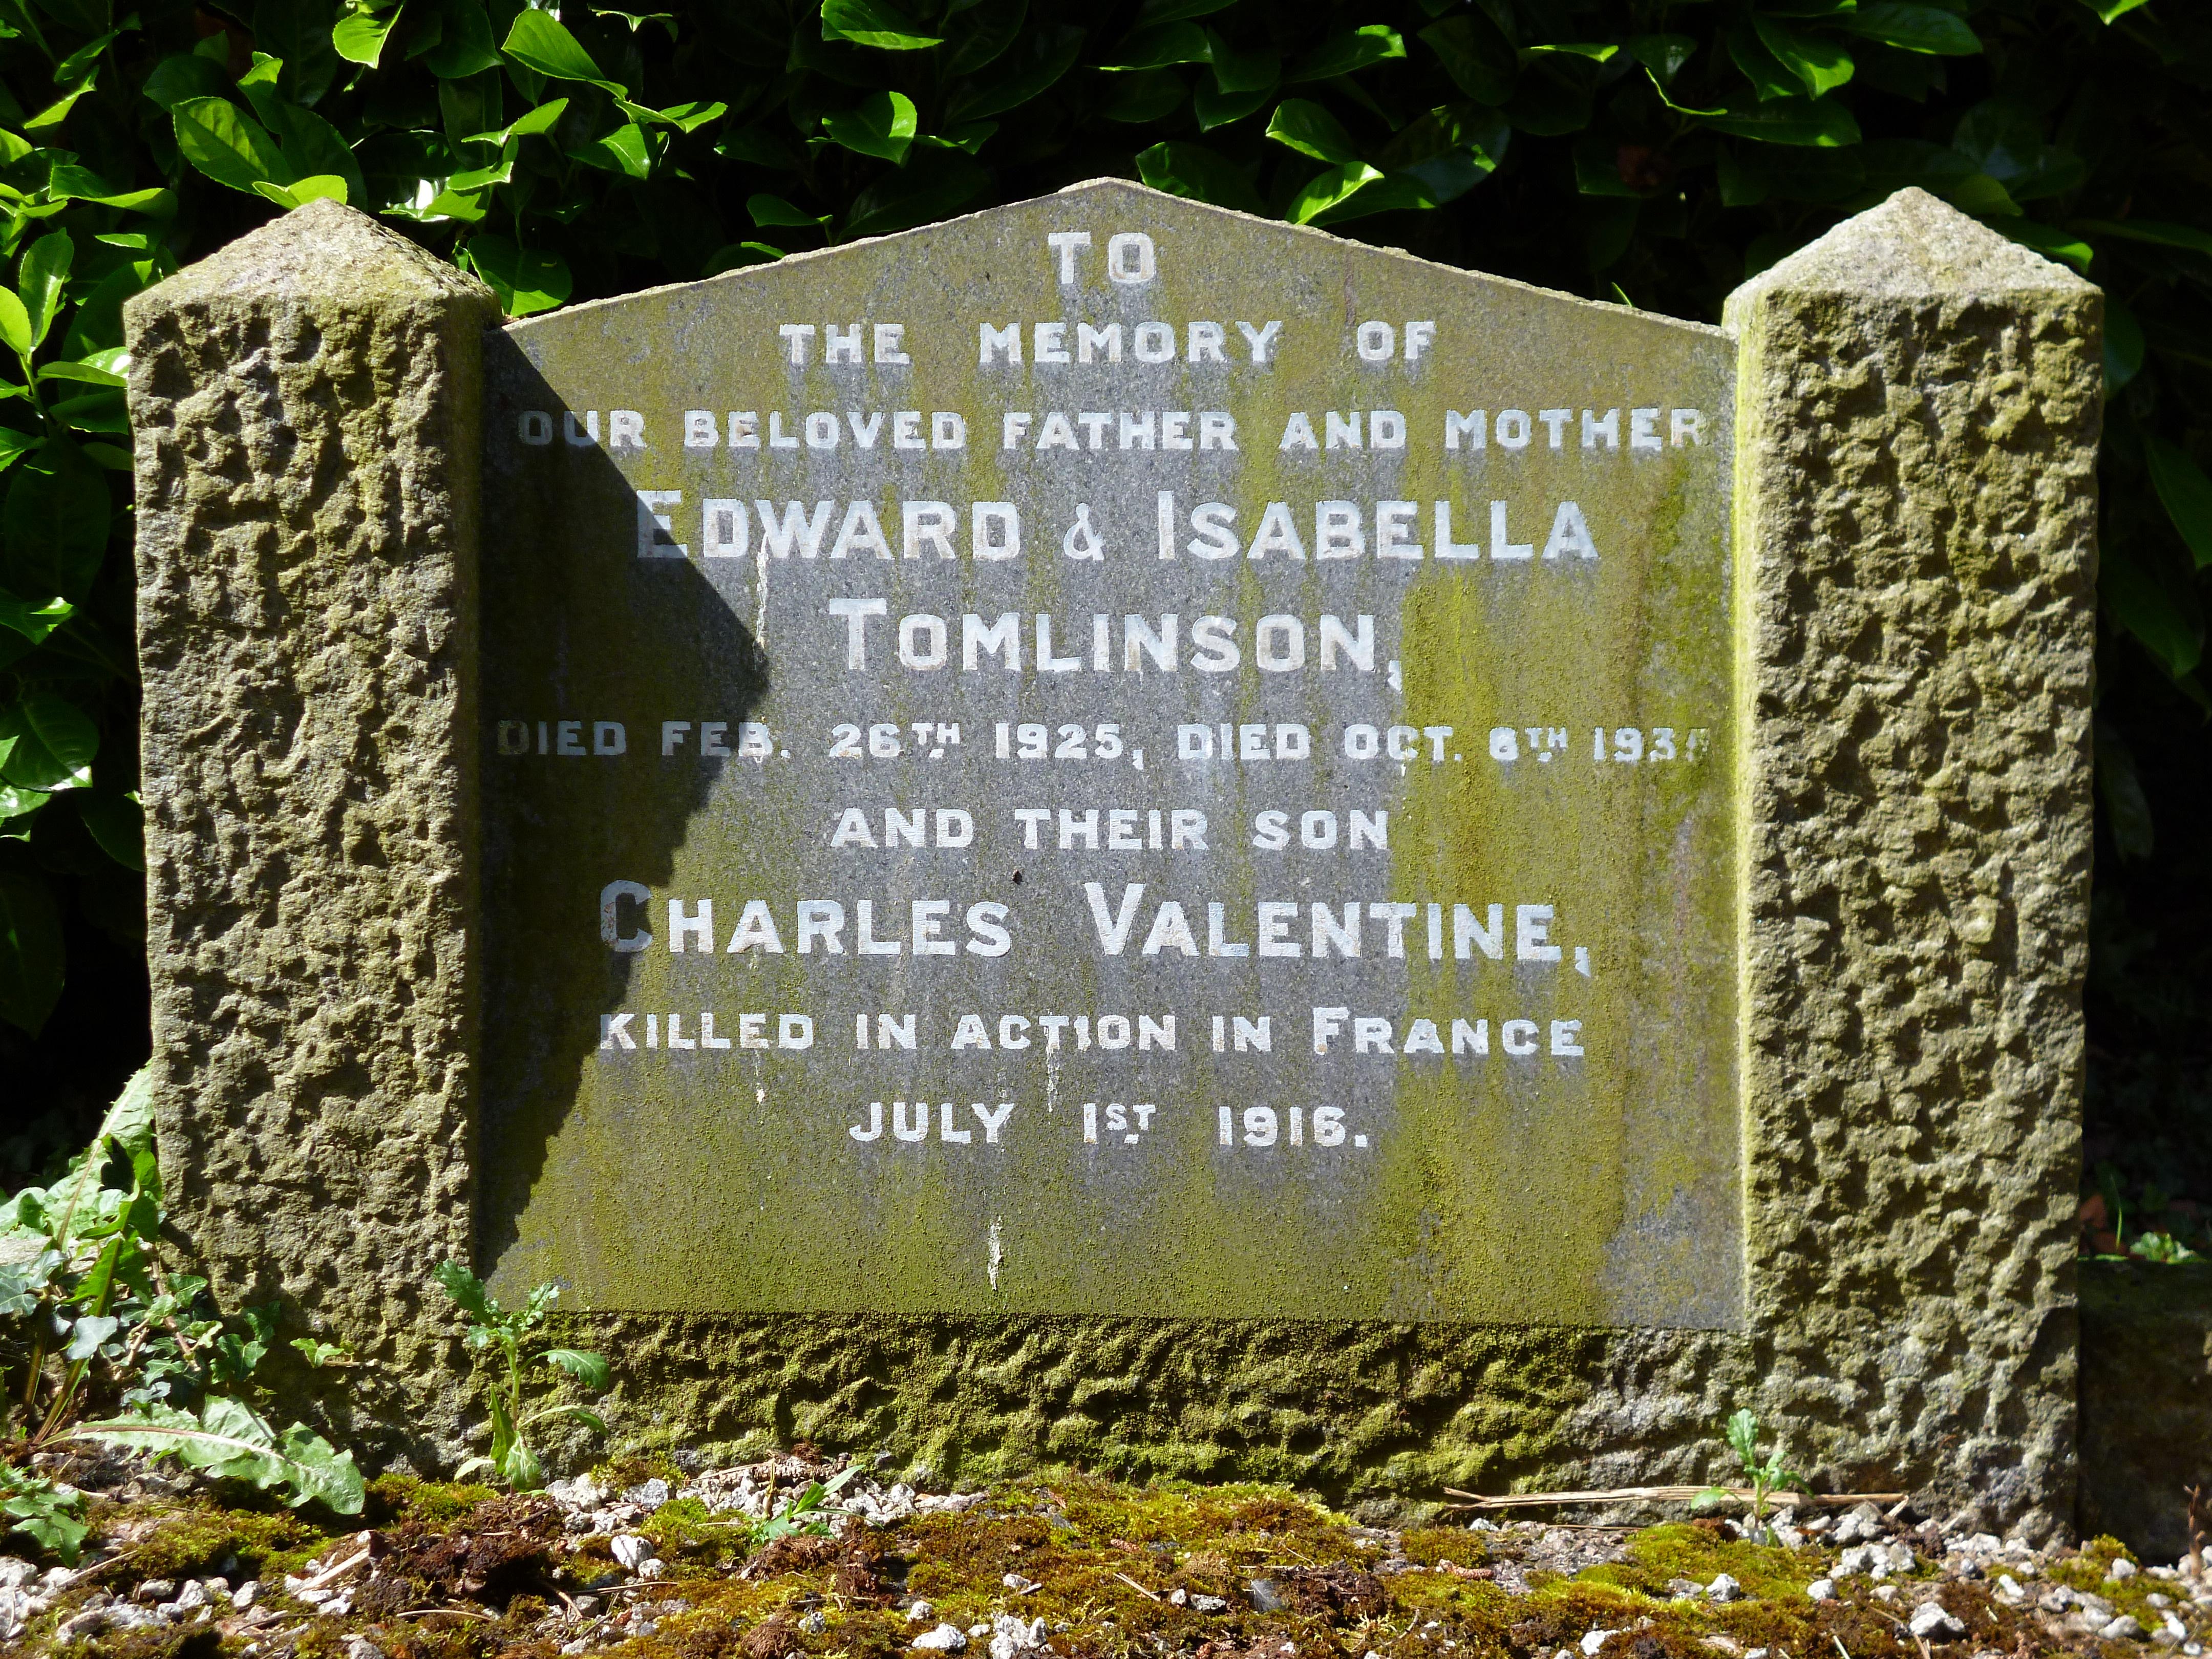 TO
THE MEMORY OF
OUR BELOVED FATHER AND MOTHER
EDWARD & ISABELLA
TOMLINSON,
DIED FEB. 26TH 1925, DIED OCT. 6TH
AND THEIR SON
CHARLES VALENTINE,
KILLED IN ACTION IN FRANCE
JULY 1ST 1916.